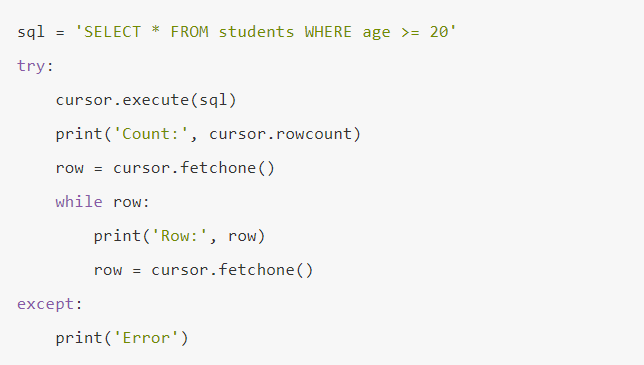 sql = 'SELECT * FROM students WHERE age >= 20'
try:
    cursor.execute(sql)
    print('Count:', cursor.rowcount)
    row = cursor.fetchone()
    while row:
        print('Row:', row)
        row = cursor.fetchone()
except:
    print('Error')